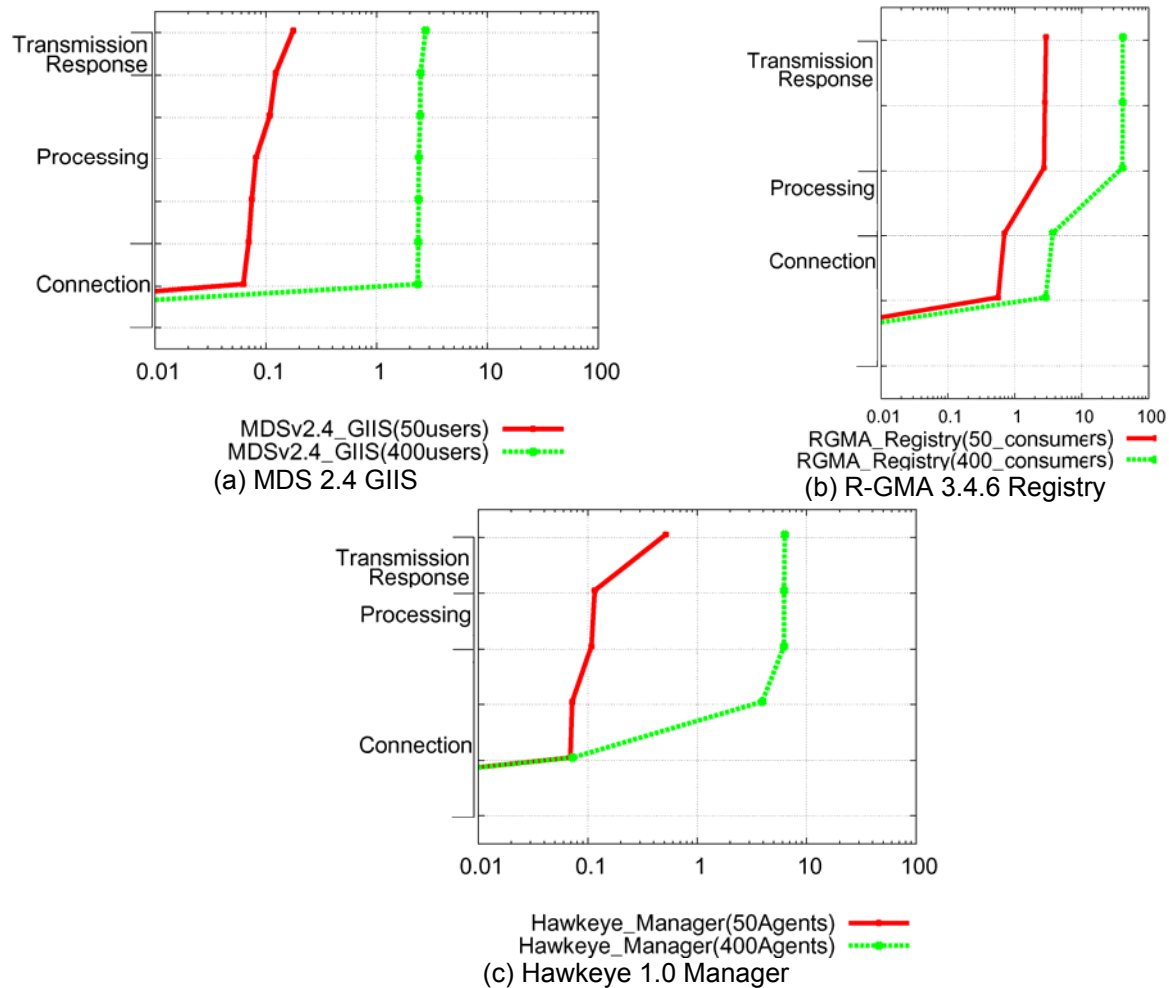 Transmission
Response
Processing
Connection
0.01 0.1 1 10 100
MDSv2.4_GIIS(50users)
MDSv2.4_GIIS(400users)
(a) MDS 2.4 GIIS
Transmission
Response
Processing
Connection
0.01 0.1 1 10 100
RGMA_Registry(50_consumers)
RGMA_Registry(400_consumers)
(b) R-GMA 3.4.6 Registry
Transmission
Response
Processing
Connection
0.01 0.1 1 10 100
Hawkeye_Manager(50Agents)
Hawkeye_Manager(400Agents)
(c) Hawkeye 1.0 Manager